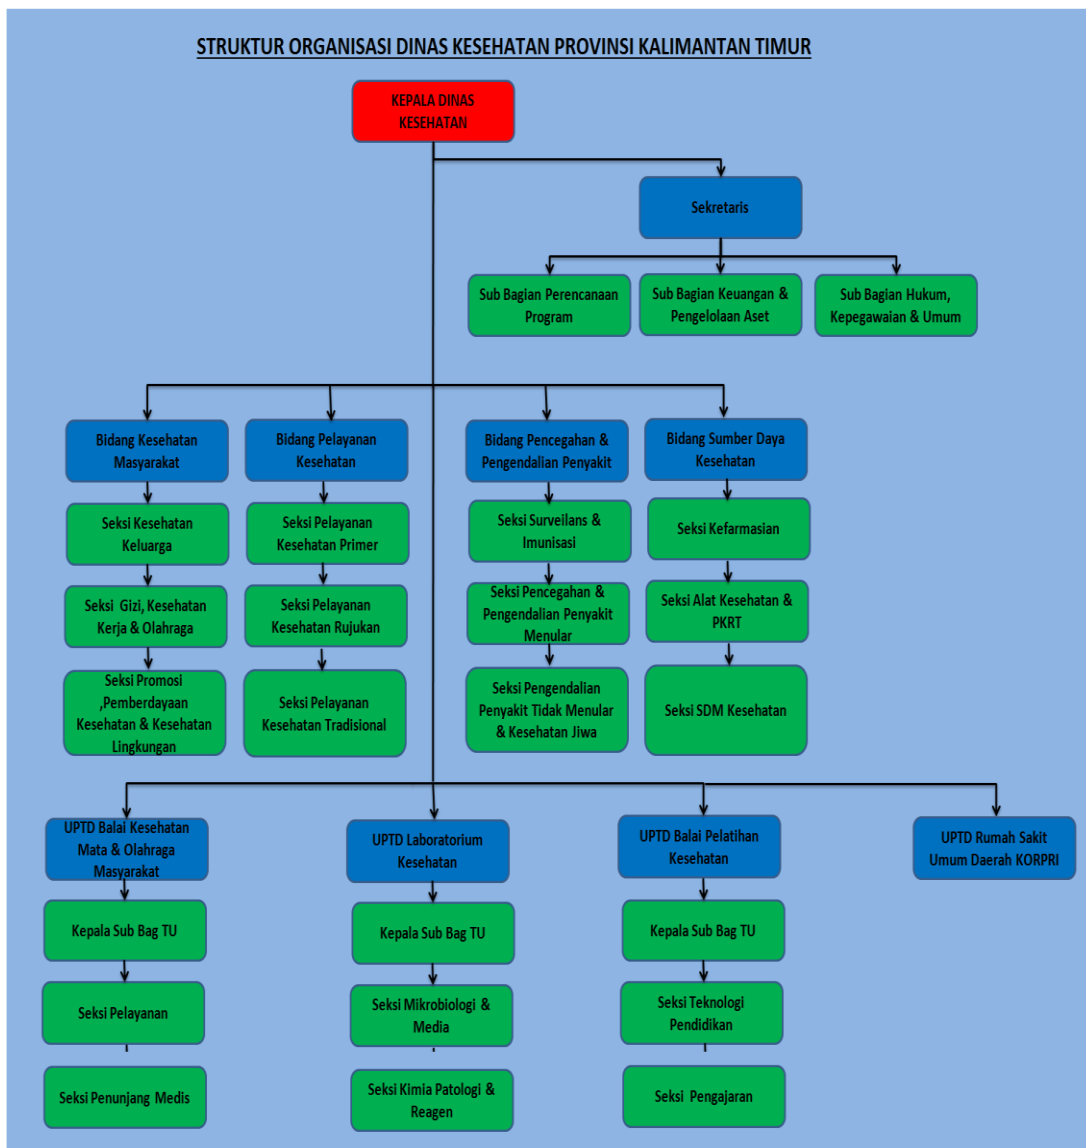 STRUKTUR ORGANISASI DINAS KESEHATAN PROVINSI KALIMANTAN TIMUR
KEPALA DINAS
KESEHATAN
Sekretaris
Sub Bagian Perencanaan
Program
Sub Bagian Keuangan &
Pengelolaan Aset
Sub Bagian Hukum,
Kepegawaian & Umum
Bidang Kesehatan
Masyarakat
Bidang Pelayanan
Kesehatan
Bidang Pencegahan &
Pengendalian Penyakit
Bidang Sumber Daya
Kesehatan
Seksi Kesehatan
Keluarga
Seksi Pelayanan
Kesehatan Primer
Seksi Surveilans &
Imunisasi
Seksi Kefarmasian
Seksi Gizi, Kesehatan
Kerja & Olahraga
Seksi Pelayanan
Kesehatan Rujukan
Seksi Pencegahan &
Pengendalian Penyakit
Menular
Seksi Alat Kesehatan &
PKRT
Seksi Promosi
,Pemberdayaan
Kesehatan & Kesehatan
Lingkungan
Seksi Pelayanan
Kesehatan Tradisional
Seksi Pengendalian
Penyakit Tidak Menular
& Kesehatan Jiwa
Seksi SDM Kesehatan
UPTD Balai Kesehatan
Mata & Olahraga
Masyarakat
UPTD Laboratorium
Kesehatan
UPTD Balai Pelatihan
Kesehatan
UPTD Rumah Sakit
Umum Daerah KORPRI
Kepala Sub Bag TU
Kepala Sub Bag TU
Kepala Sub Bag TU
Seksi Pelayanan
Seksi Mikrobiologi &
Media
Seksi Teknologi
Pendidikan
Seksi Penunjang Medis
Seksi Kimia Patologi &
Reagen
Seksi Pengajaran